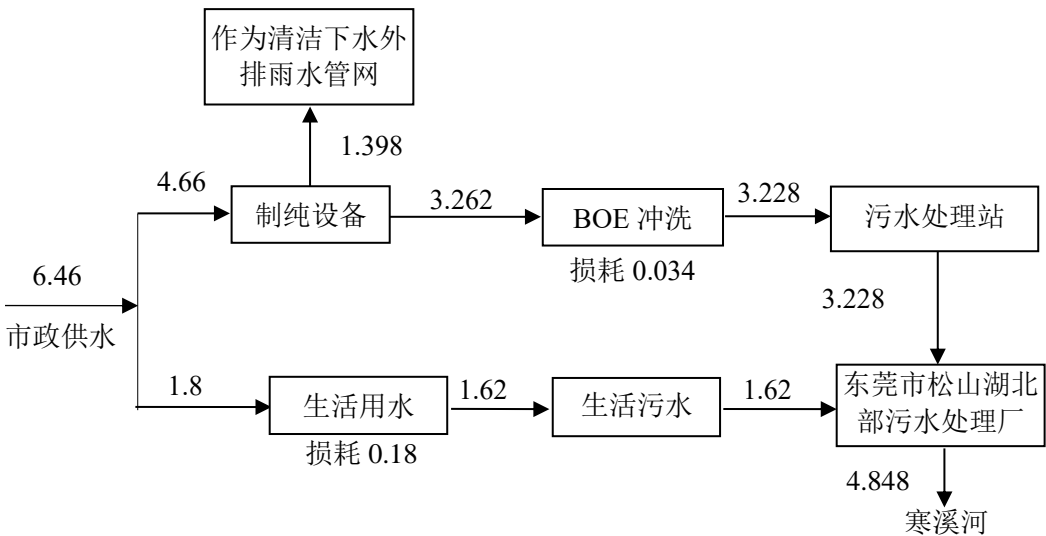 作为清洁下水外
排雨水管网
1.398
4.66
制纯设备
3.262
BOE 冲洗
3.228
污水处理站
损耗 0.034
6.46
市政供水
3.228
1.8
生活用水
1.62
生活污水
1.62
东莞市松山湖北
部污水处理厂
损耗 0.18
4.848
寒溪河